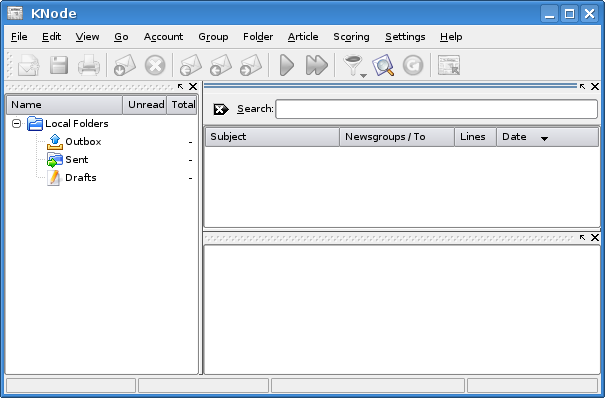 KNode
File Edit View Go Account Group Folder Article Scoring Settings Help
Search:
Name Unread Total
Local Folders
Outbox -
Sent -
Drafts -
Subject Newsgroups / To Lines Date